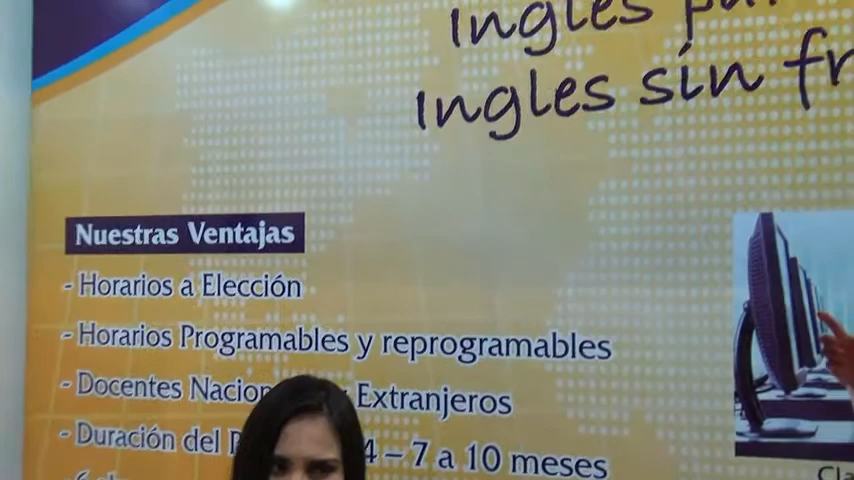 Ingles
Ingles sin
Nuestras Ventajas
- Horarios a Elección
- Horarios Programables y reprogramables
- Docentes y Extranjeros
- Duración del 4 – 7 a 10 meses